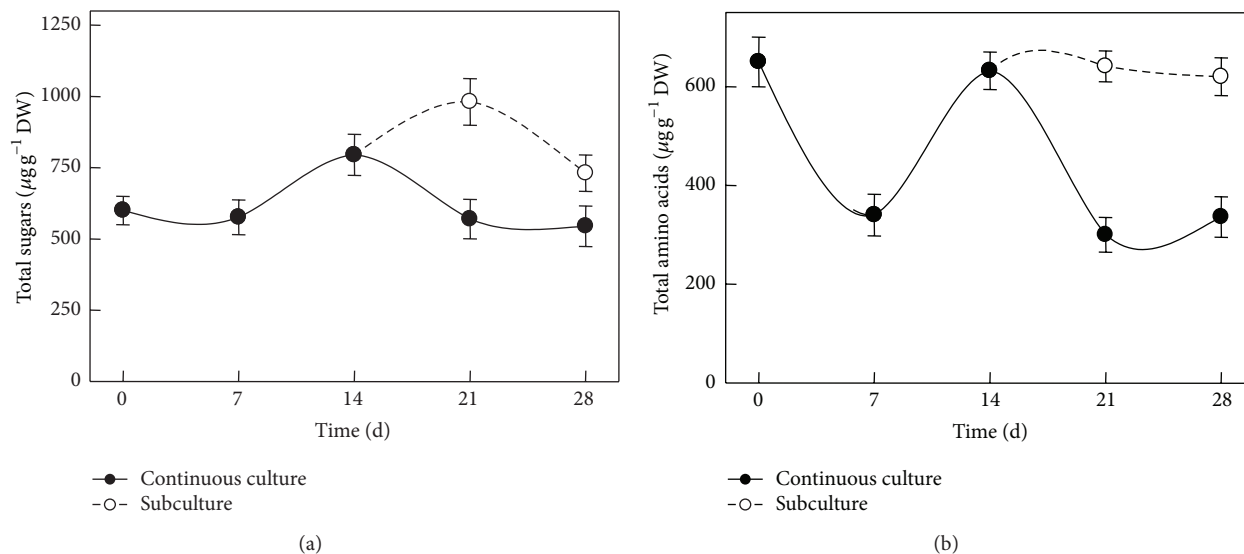 1250
1000
750
500
250
0
Total sugars (μg g⁻¹ DW)
0 7 14 21 28
Time (d)
Continuous culture
Subculture
(a)
600
400
200
0
Total amino acids (μg g⁻¹ DW)
0 7 14 21 28
Time (d)
Continuous culture
Subculture
(b)